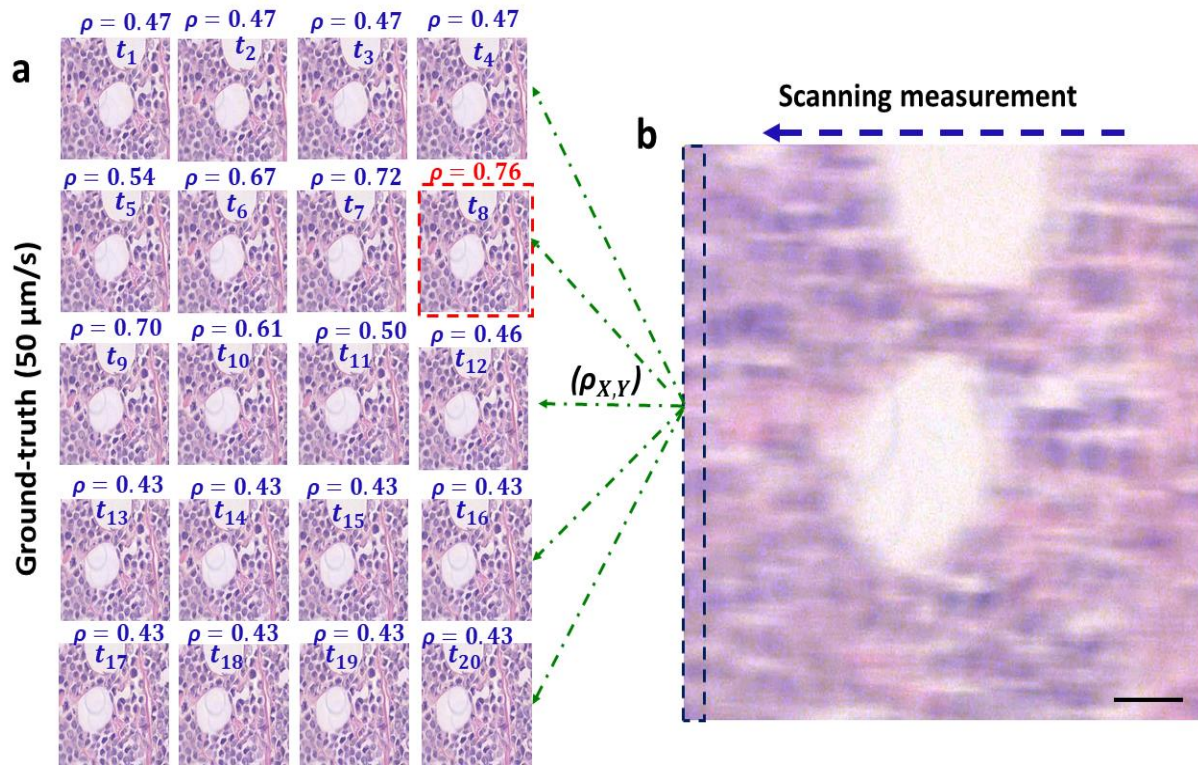 a
Ground-truth (50 µm/s)
ρ = 0.47 ρ = 0.47 ρ = 0.47 ρ = 0.47
t1 t2 t3 t4
ρ = 0.54 ρ = 0.67 ρ = 0.72 ρ = 0.76
t5 t6 t7 t8
ρ = 0.70 ρ = 0.61 ρ = 0.50 ρ = 0.46
t9 t10 t11 t12
ρ = 0.43 ρ = 0.43 ρ = 0.43 ρ = 0.43
t13 t14 t15 t16
ρ = 0.43 ρ = 0.43 ρ = 0.43 ρ = 0.43
t17 t18 t19 t20
(ρX,Y)
Scanning measurement
b